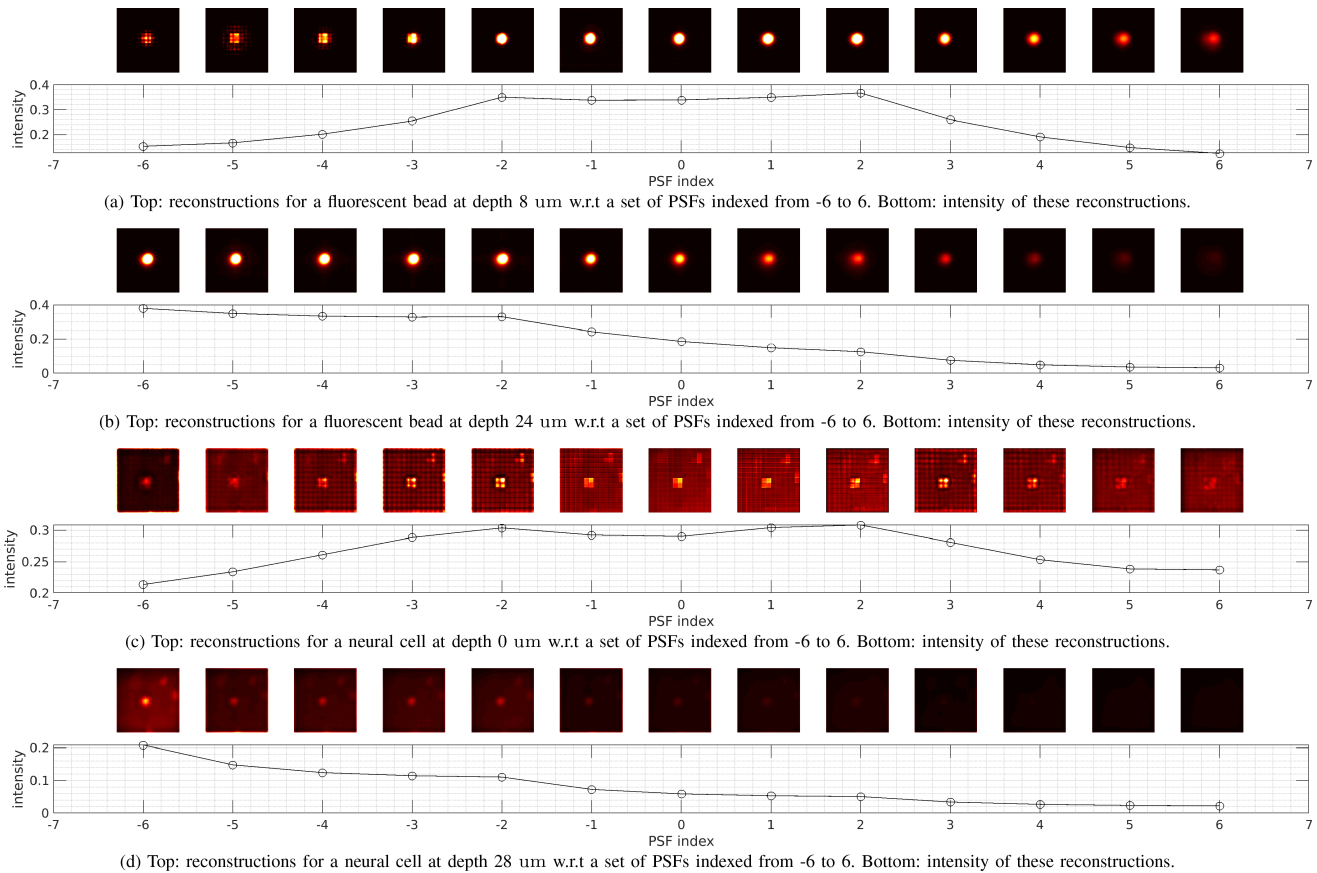 0.4
0.3
0.2
intensity
-7 -6 -5 -4 -3 -2 -1 0 1 2 3 4 5 6 7
PSF index
(a) Top: reconstructions for a fluorescent bead at depth 8 um w.r.t a set of PSFs indexed from -6 to 6. Bottom: intensity of these reconstructions.
0.4
0.2
0
intensity
-7 -6 -5 -4 -3 -2 -1 0 1 2 3 4 5 6 7
PSF index
(b) Top: reconstructions for a fluorescent bead at depth 24 um w.r.t a set of PSFs indexed from -6 to 6. Bottom: intensity of these reconstructions.
0.3
0.25
0.2
intensity
-7 -6 -5 -4 -3 -2 -1 0 1 2 3 4 5 6 7
PSF index
(c) Top: reconstructions for a neural cell at depth 0 um w.r.t a set of PSFs indexed from -6 to 6. Bottom: intensity of these reconstructions.
0.2
0.1
0
intensity
-7 -6 -5 -4 -3 -2 -1 0 1 2 3 4 5 6 7
PSF index
(d) Top: reconstructions for a neural cell at depth 28 um w.r.t a set of PSFs indexed from -6 to 6. Bottom: intensity of these reconstructions.